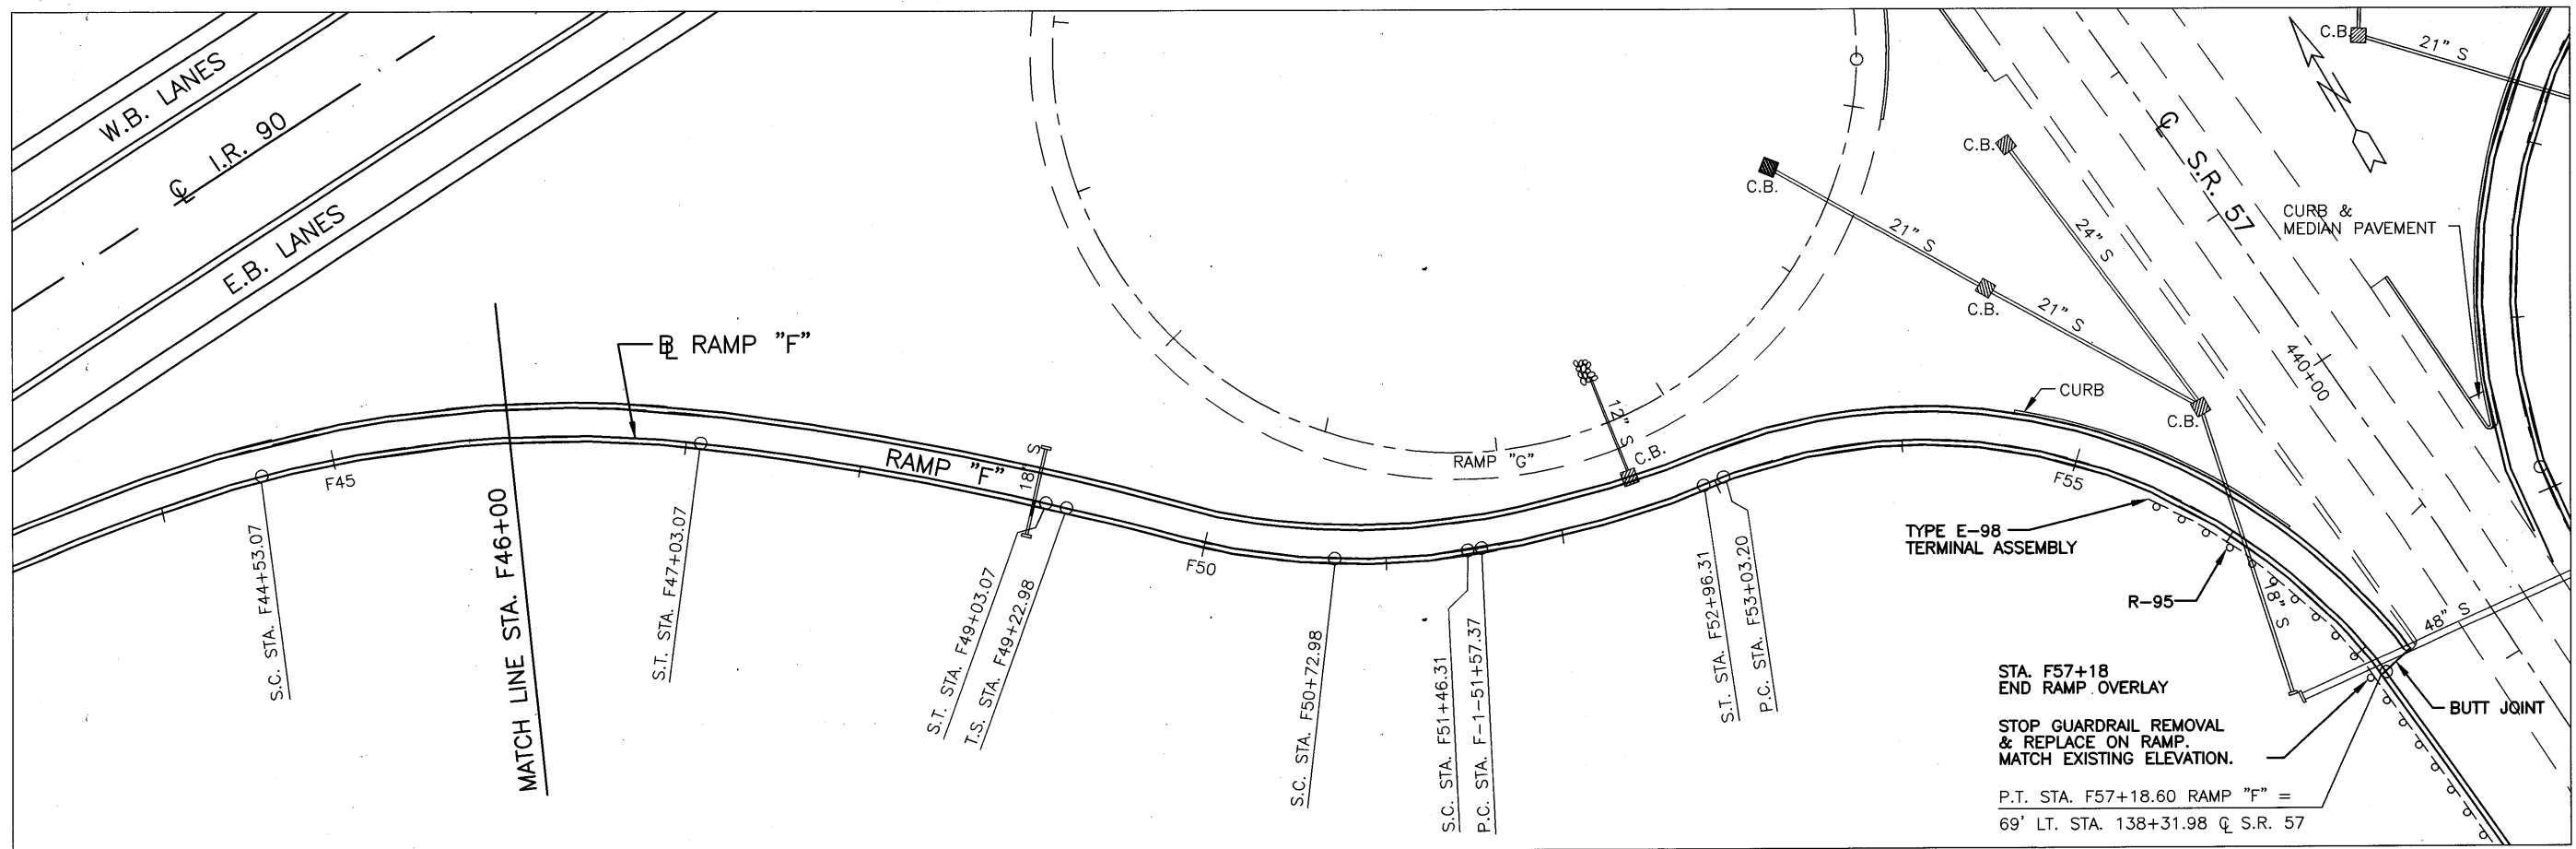 W.B. LANES
℄ I.R. 90
E.B. LANES
℄ RAMP "F"
RAMP "F"
F45
MATCH LINE STA. F46+00
S.C. STA. F44+53.07
S.T. STA. F47+03.07
18" S
S.T. STA. F49+03.07
T.S. STA. F49+22.98
F50
S.C. STA. F50+72.98
S.C. STA. F51+46.31
P.C. STA. F-1-51+57.37
S.T. STA. F52+96.31
P.C. STA. F53+03.20
RAMP "G"
12" S
C.B.
C.B.
21" S
C.B.
21" S
C.B.
24" S
C.B.
C.B.
21" S
℄ S.R. 57
CURB &
MEDIAN PAVEMENT
440+00
CURB
F55
TYPE E-98
TERMINAL ASSEMBLY
R-95
48" S
STA. F57+18
END RAMP OVERLAY
STOP GUARDRAIL REMOVAL
& REPLACE ON RAMP.
MATCH EXISTING ELEVATION.
BUTT JOINT
P.T. STA. F57+18.60 RAMP "F" =
69' LT. STA. 138+31.98 ℄ S.R. 57